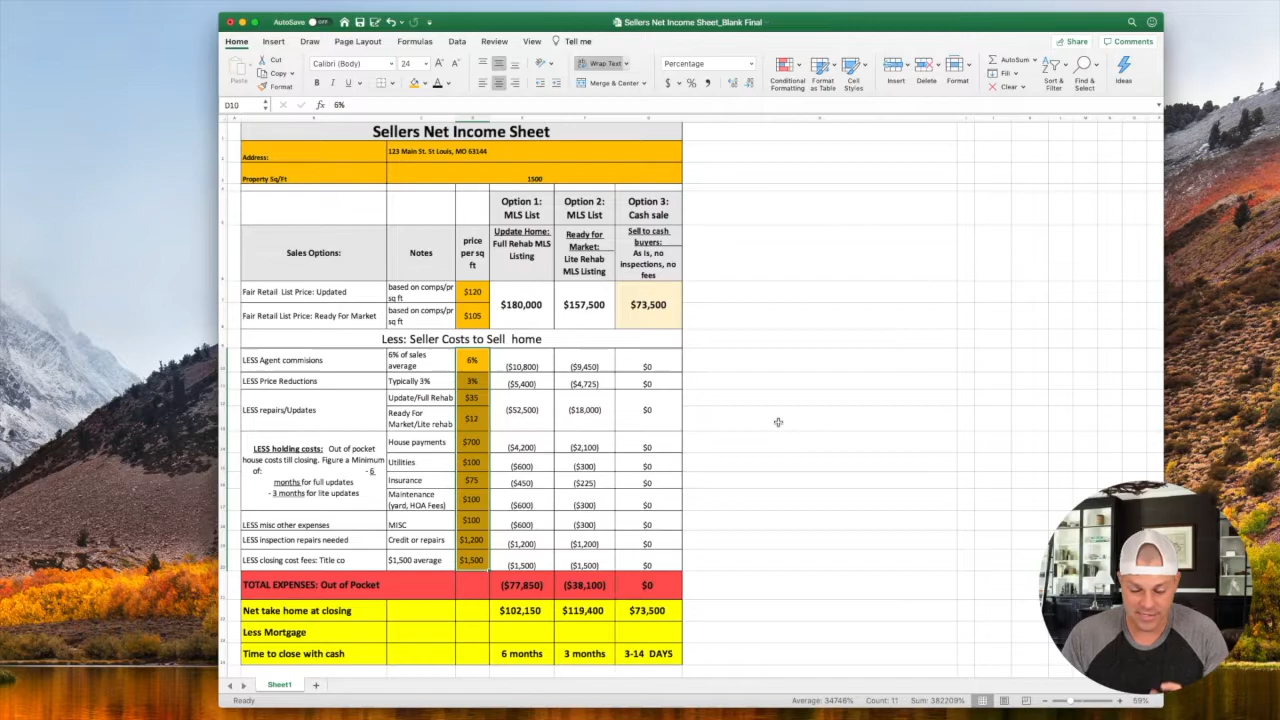 AutoSave OFF
Sellers Net Income Sheet_Blank Final
Home Insert Draw Page Layout Formulas Data Review View Tell me Share Comments
Paste Cut Copy Format
Calibri (Body) 24 A A
B I U A
Wrap Text
Merge & Center
Percentage
$ %
Conditional Formatting
Format as Table
Cell Styles
Insert Delete Format
AutoSum
Fill
Clear
Sort & Filter
Find & Select
Ideas
D10 fx 6%
Sellers Net Income Sheet
Address: 123 Main St. St Louis, MO 63144
Property Sq/Ft 1500
Option 1: MLS List
Option 2: MLS List
Option 3: Cash sale
Sales Options: Notes
price per sq ft
Update Home: Full Rehab MLS Listing
Ready for Market: Lite Rehab MLS Listing
Sell to cash buyers: As Is, no inspections, no fees
Fair Retail List Price: Updated based on comps/pr sq ft $120
$180,000 $157,500 $73,500
Fair Retail List Price: Ready For Market based on comps/pr sq ft $105
Less: Seller Costs to Sell home
LESS Agent commisions 6% of sales average 6% ($10,800) ($9,450) $0
LESS Price Reductions Typically 3% 3% ($5,400) ($4,725) $0
LESS repairs/Updates Update/Full Rehab $35 ($52,500) ($18,000) $0
Ready For Market/Lite rehab $12
LESS holding costs: Out of pocket house costs till closing. Figure a Minimum of: - 6 months for full updates
- 3 months for lite updates
House payments $700 ($4,200) ($2,100) $0
Utilities $100 ($600) ($300) $0
Insurance $75 ($450) ($225) $0
Maintenance (yard, HOA Fees) $100 ($600) ($300) $0
LESS misc other expenses MISC $100 ($600) ($300) $0
LESS inspection repairs needed Credit or repairs $1,200 ($1,200) ($1,200) $0
LESS closing cost fees: Title co $1,500 average $1,500 ($1,500) ($1,500) $0
TOTAL EXPENSES: Out of Pocket ($77,850) ($38,100) $0
Net take home at closing $102,150 $119,400 $73,500
Less Mortgage
Time to close with cash 6 months 3 months 3-14 DAYS
Sheet1
Ready Average: 34746% Count: 11 Sum: 382209% 59%